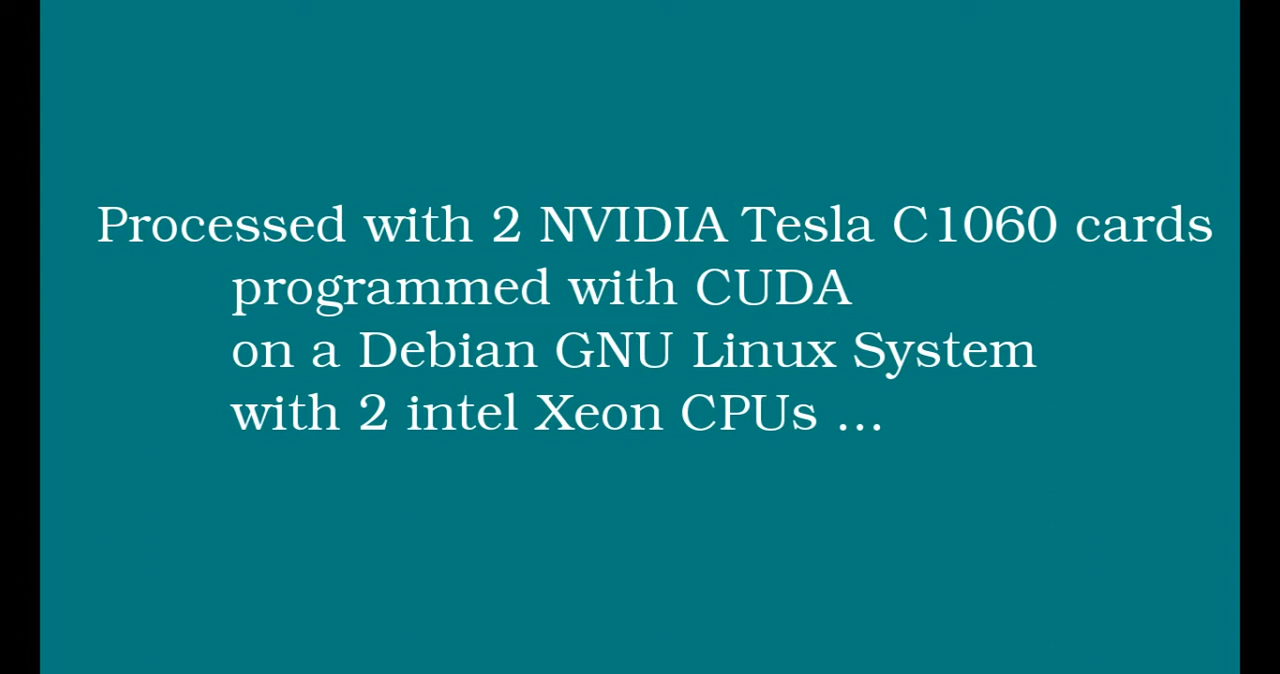 Processed with 2 NVIDIA Tesla C1060 cards
programmed with CUDA
on a Debian GNU Linux System
with 2 intel Xeon CPUs ...